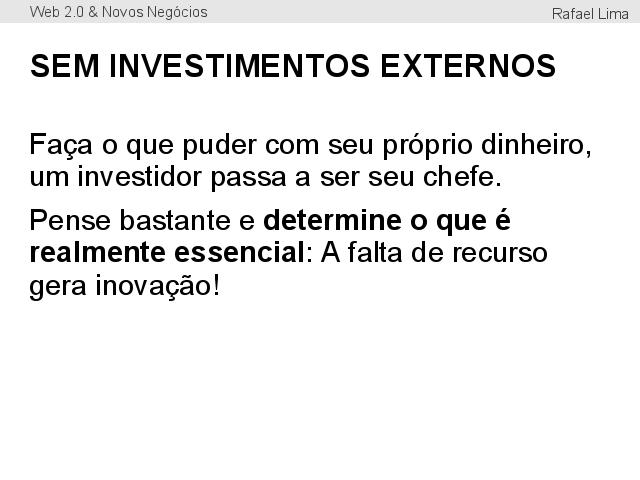 Web 2.0 & Novos Negócios
Rafael Lima
SEM INVESTIMENTOS EXTERNOS
Faça o que puder com seu próprio dinheiro,
um investidor passa a ser seu chefe.
Pense bastante e determine o que é
realmente essencial: A falta de recurso
gera inovação!